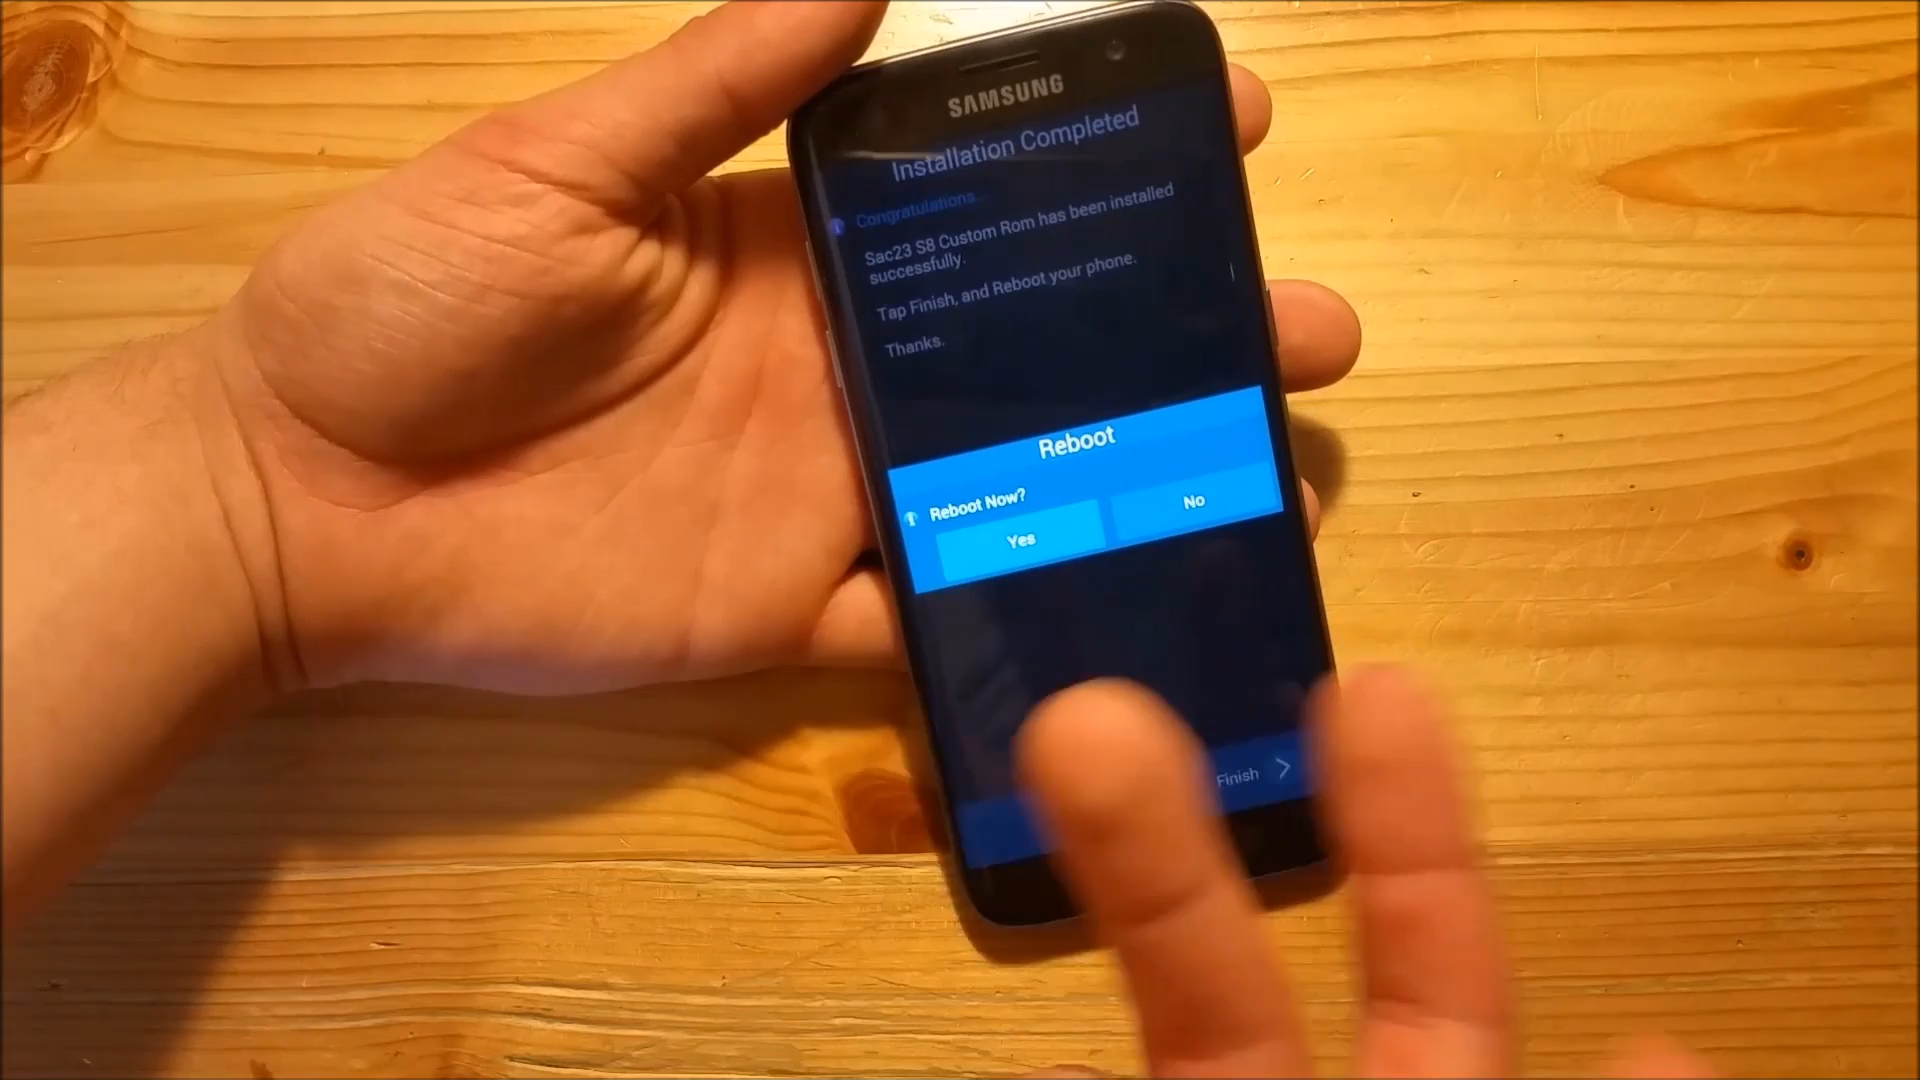 SAMSUNG
Installation Completed
Congratulations...
Sac23 S8 Custom Rom has been installed
successfully.
Tap Finish, and Reboot your phone.
Thanks.
Reboot
Reboot Now?
Yes
No
Finish